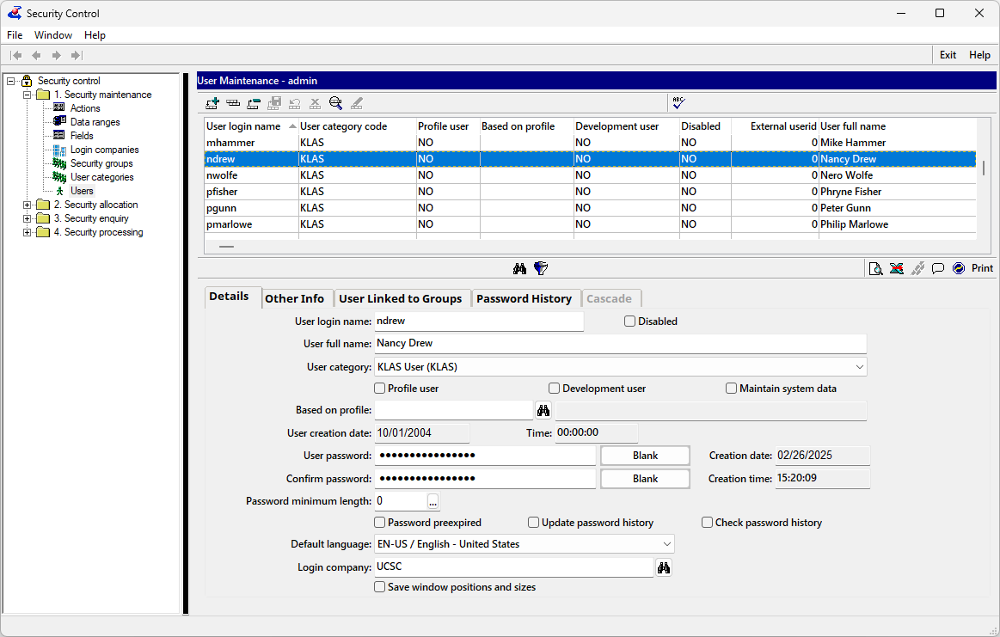 Security Control
File Window Help
Exit Help
Security control
1. Security maintenance
Actions
Data ranges
Fields
Login companies
Security groups
User categories
Users
2. Security allocation
3. Security enquiry
4. Security processing
User Maintenance - admin
ABC
User login name User category code Profile user Based on profile Development user Disabled External userid User full name
mhammer KLAS NO NO NO 0 Mike Hammer
ndrew KLAS NO NO NO 0 Nancy Drew
nwolfe KLAS NO NO NO 0 Nero Wolfe
pfisher KLAS NO NO NO 0 Phryne Fisher
pgunn KLAS NO NO NO 0 Peter Gunn
pmarlowe KLAS NO NO NO 0 Philip Marlowe
Print
Details Other Info User Linked to Groups Password History Cascade
User login name: ndrew Disabled
User full name: Nancy Drew
User category: KLAS User (KLAS)
Profile user Development user Maintain system data
Based on profile:
User creation date: 10/01/2004 Time: 00:00:00
User password: ●●●●●●●●●●●●●●●● Blank Creation date: 02/26/2025
Confirm password: ●●●●●●●●●●●●●●●● Blank Creation time: 15:20:09
Password minimum length: 0 ...
Password preexpired Update password history Check password history
Default language: EN-US / English - United States
Login company: UCSC
Save window positions and sizes